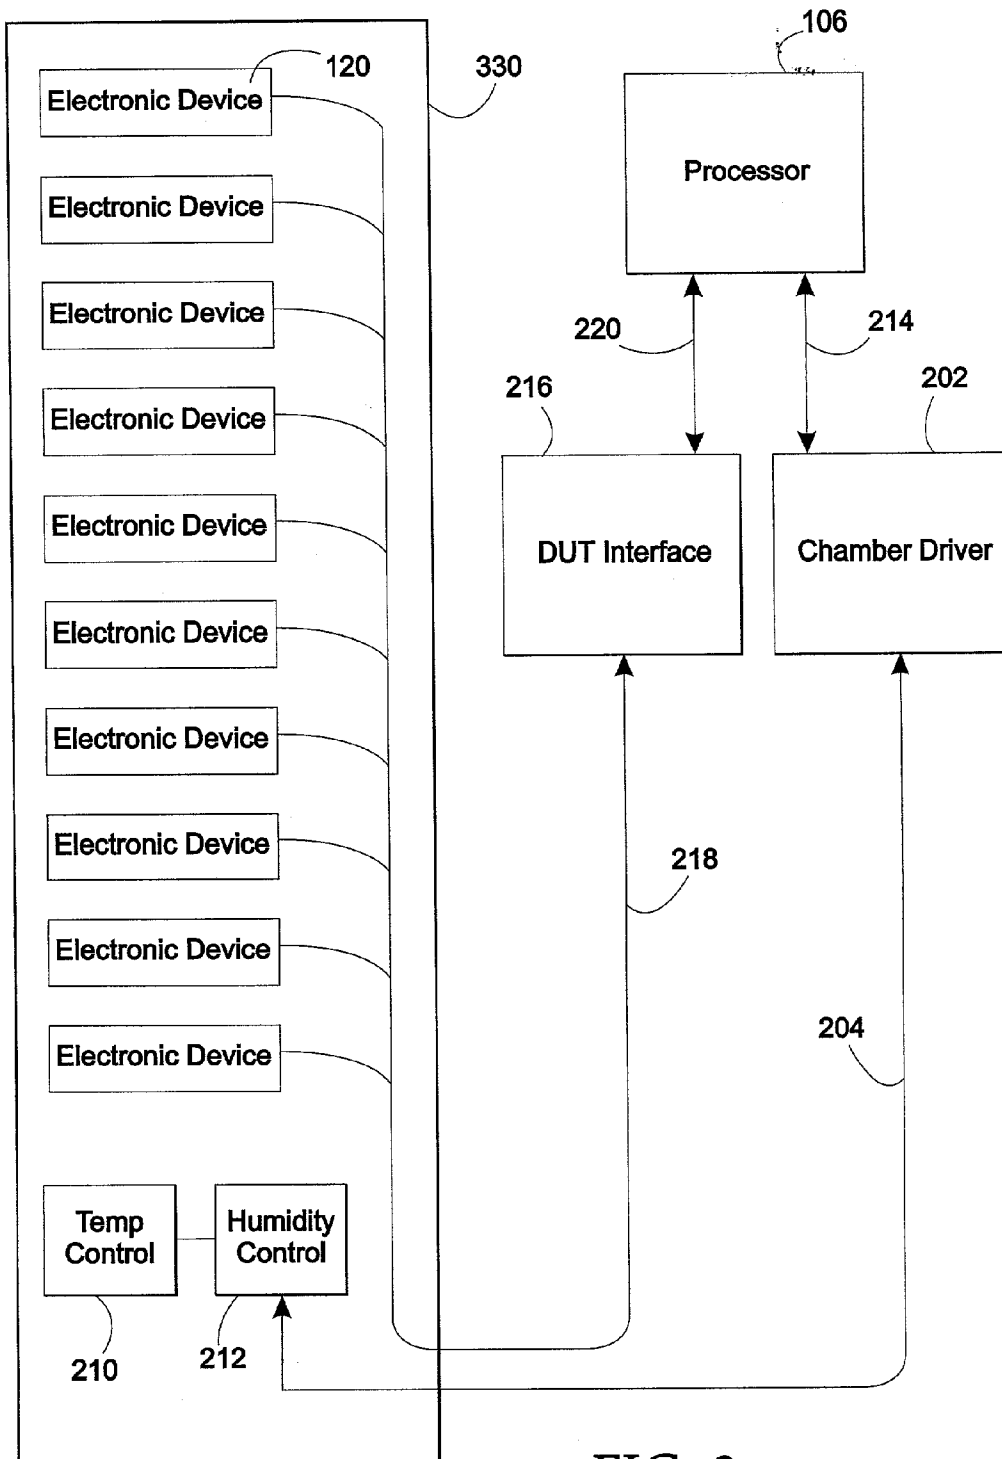 106
120
330
Electronic Device
Processor
Electronic Device
Electronic Device
220
214
216
202
Electronic Device
Electronic Device
DUT Interface
Chamber Driver
Electronic Device
Electronic Device
Electronic Device
218
Electronic Device
204
Electronic Device
Temp
Control
Humidity
Control
210
212